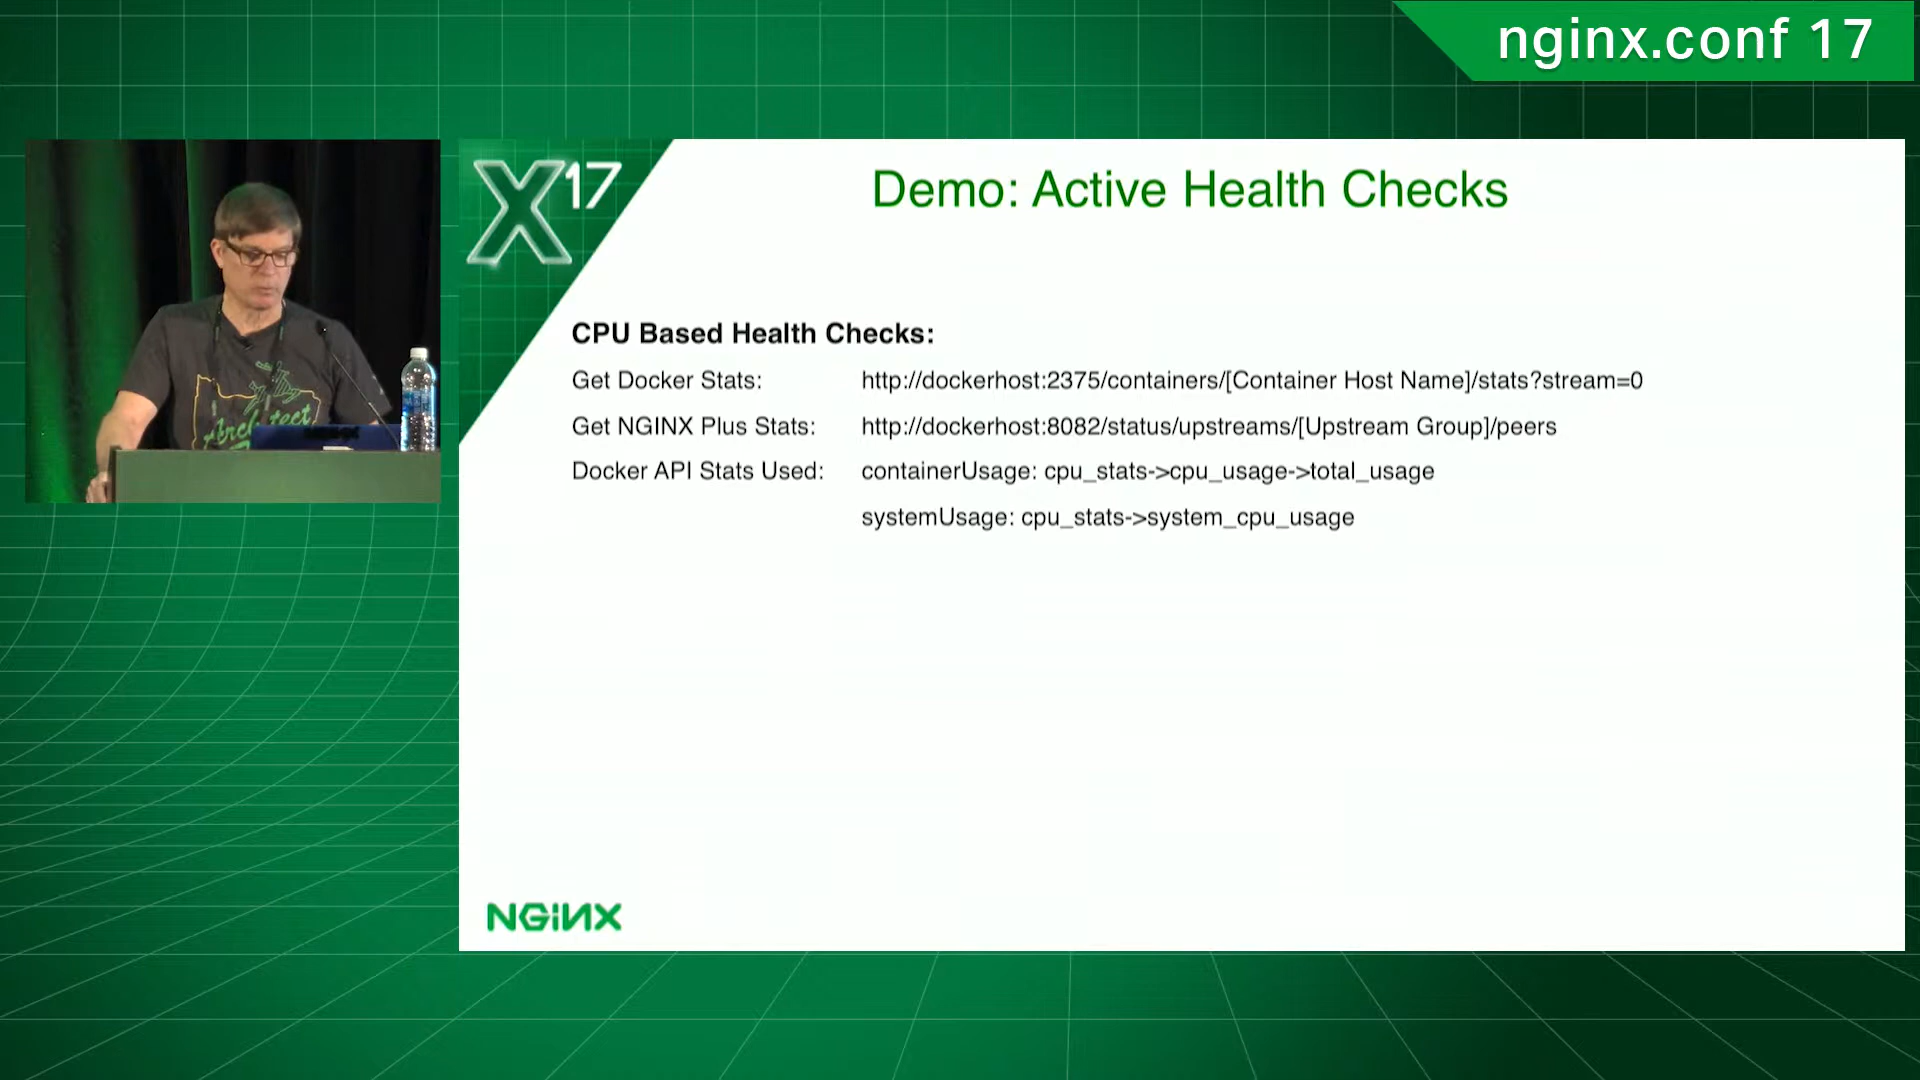 nginx.conf 17
X17
Demo: Active Health Checks
CPU Based Health Checks:
Get Docker Stats: http://dockerhost:2375/containers/[Container Host Name]/stats?stream=0
Get NGINX Plus Stats: http://dockerhost:8082/status/upstreams/[Upstream Group]/peers
Docker API Stats Used: containerUsage: cpu_stats->cpu_usage->total_usage
systemUsage: cpu_stats->system_cpu_usage
Architect
NGINX